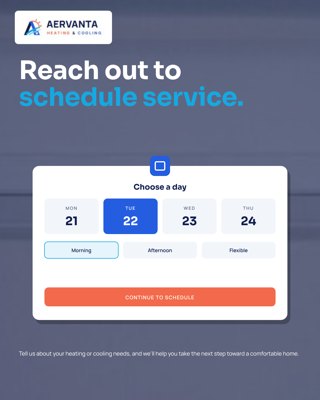 AERVANTA
HEATING & COOLING
Reach out to
schedule service.
Choose a day
MON TUE WED THU
21 22 23 24
Morning Afternoon Flexible
CONTINUE TO SCHEDULE
Tell us about your heating or cooling needs, and we'll help you take the next step toward a comfortable home.